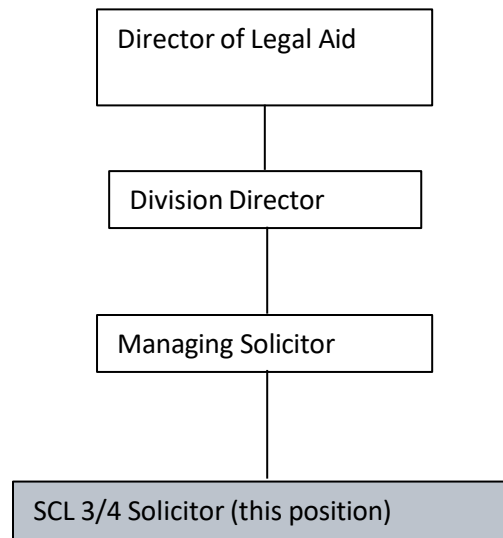 Director of Legal Aid
Division Director
Managing Solicitor
SCL 3/4 Solicitor (this position)